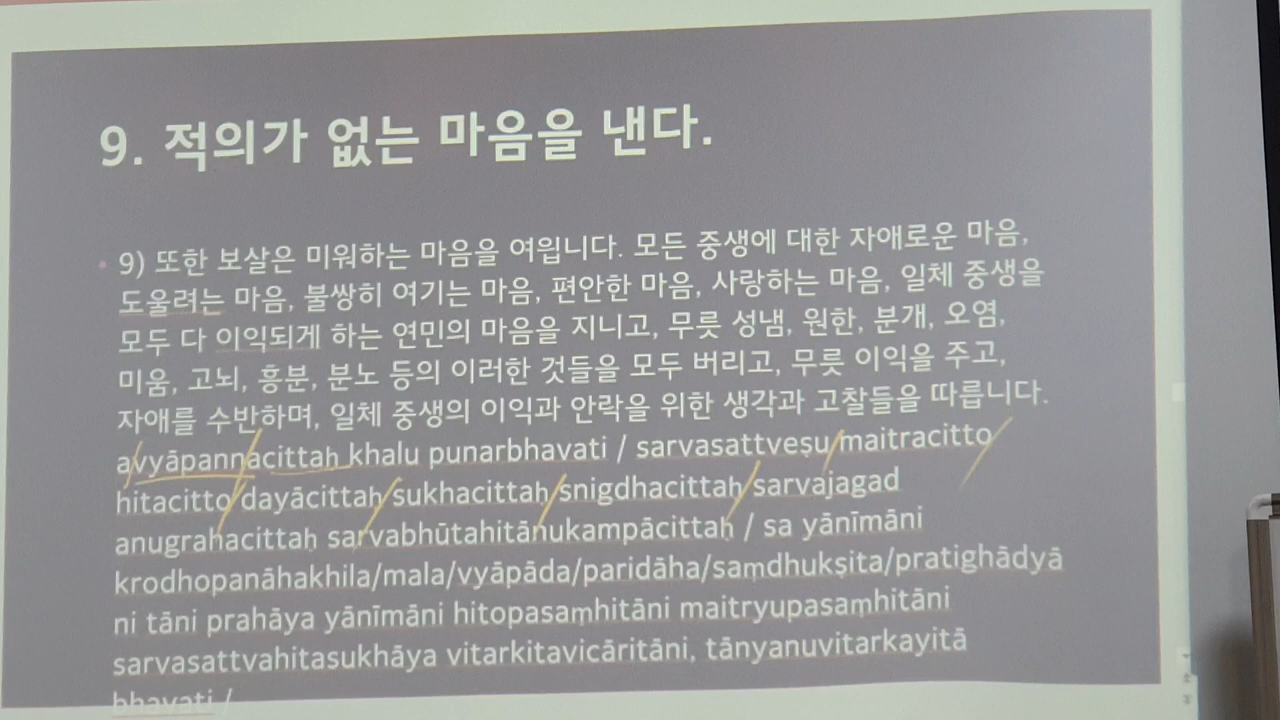 9. 적의가 없는 마음을 낸다.
9) 또한 보살은 미워하는 마음을 여윕니다. 모든 중생에 대한 자애로운 마음,
도울려는 마음, 불쌍히 여기는 마음, 편안한 마음, 사랑하는 마음, 일체 중생을
모두 다 이익되게 하는 연민의 마음을 지니고, 무릇 성냄, 원한, 분개, 오염,
미움, 고뇌, 흥분, 분노 등의 이러한 것들을 모두 버리고, 무릇 이익을 주고,
자애를 수반하며, 일체 중생의 이익과 안락을 위한 생각과 고찰들을 따릅니다.
avyāpannacittaḥ khalu punarbhavati / sarvasattveṣu maitracitto
hitacitto dayācittaḥ sukhacittaḥ snigdhacittaḥ sarvajagad
anugrahacittaḥ sarvabhūtahitānukampācittaḥ / sa yānīmāni
krodhopanāhakhila/mala/vyāpāda/paridāha/saṃdhukṣita/pratighādyā
ni tāni prahāya yānīmāni hitopasaṃhitāni maitryupasaṃhitāni
sarvasattvahitasukhāya vitarkitavicāritāni, tānyanuvitarkayitā
bhavati /